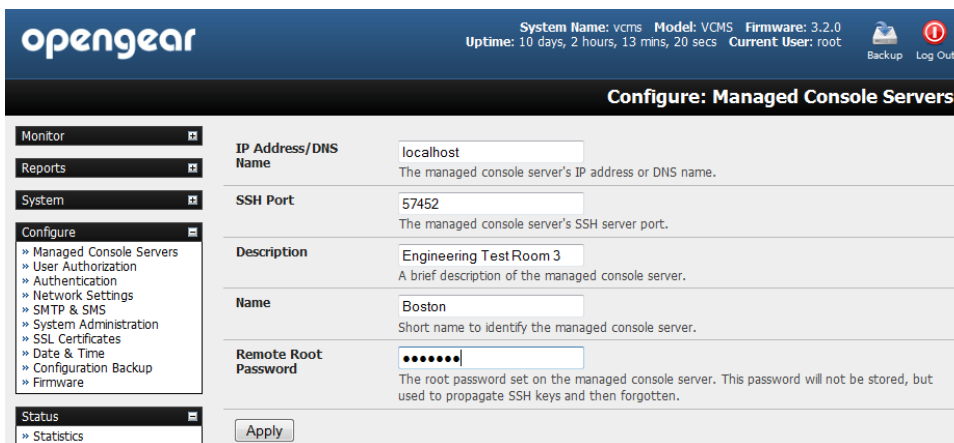 opengear
System Name: vcms Model: VCMS Firmware: 3.2.0
Uptime: 10 days, 2 hours, 13 mins, 20 secs Current User: root
Backup
Log Out
Configure: Managed Console Servers
Monitor
Reports
System
Configure
» Managed Console Servers
» User Authorization
» Authentication
» Network Settings
» SMTP & SMS
» System Administration
» SSL Certificates
» Date & Time
» Configuration Backup
» Firmware
Status
» Statistics
IP Address/DNS
Name
localhost
The managed console server's IP address or DNS name.
SSH Port
57452
The managed console server's SSH server port.
Description
Engineering Test Room 3
A brief description of the managed console server.
Name
Boston
Short name to identify the managed console server.
Remote Root
Password
•••••••
The root password set on the managed console server. This password will not be stored, but
used to propagate SSH keys and then forgotten.
Apply